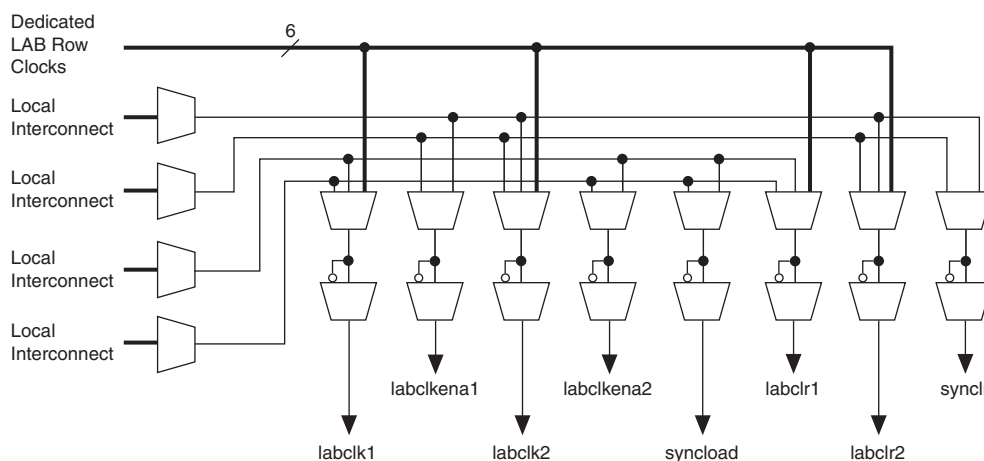 Dedicated
LAB Row
Clocks
6
Local
Interconnect
Local
Interconnect
Local
Interconnect
Local
Interconnect
labclkena1
labclkena2
labclr1
labclk1
labclk2
syncload
labclr2